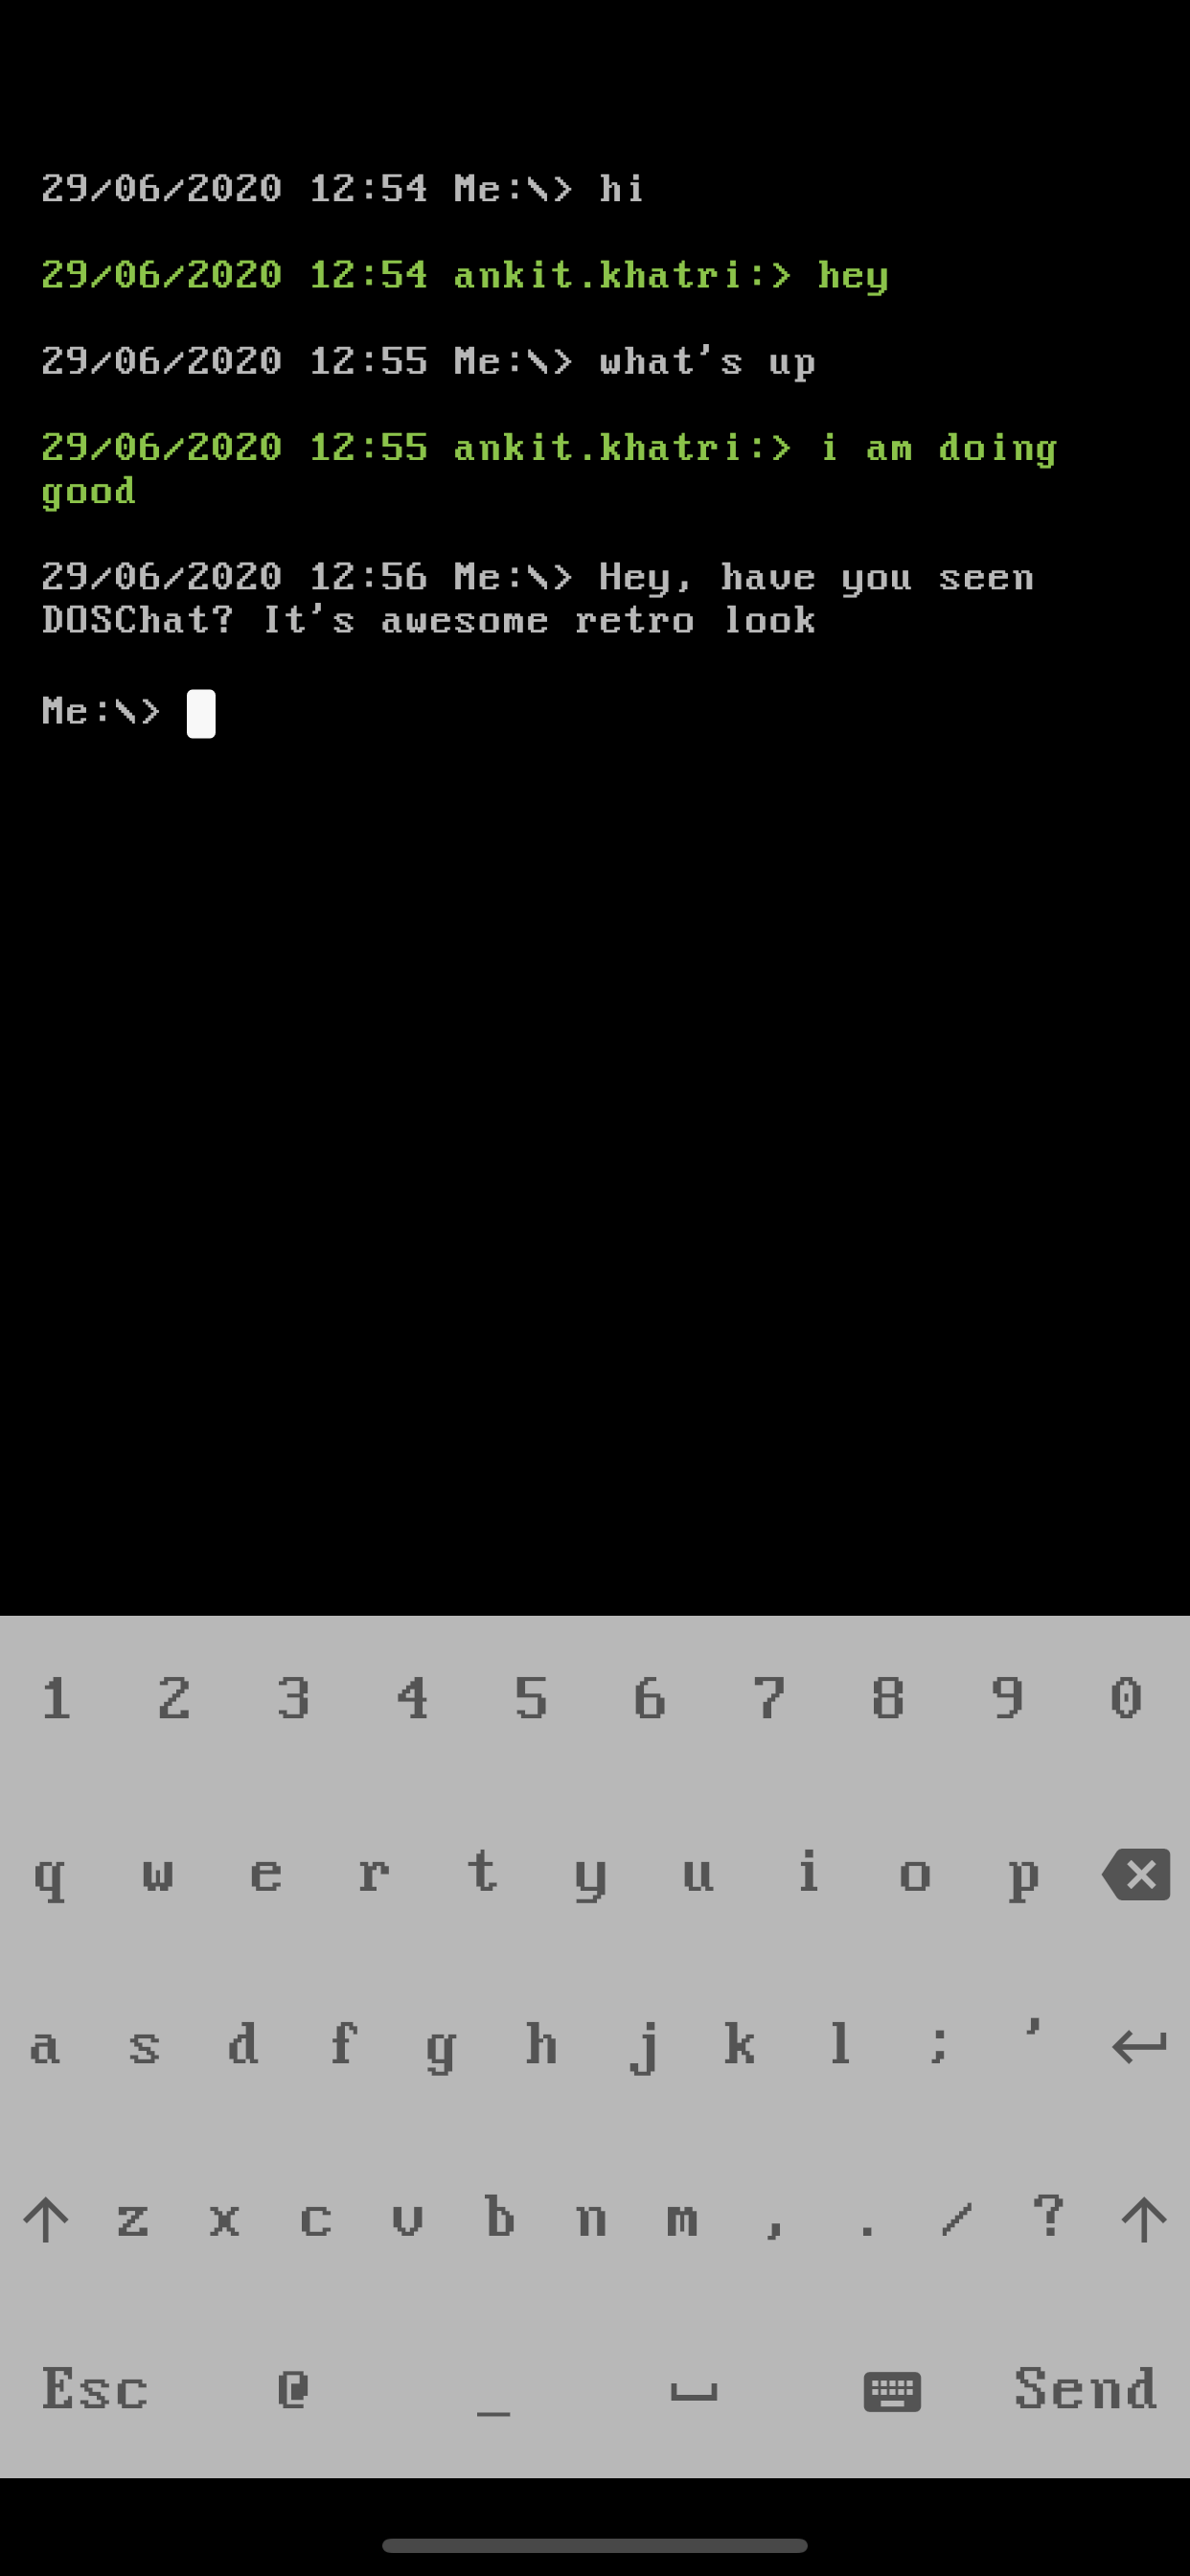 29/06/2020 12:54 Me:\> hi
29/06/2020 12:54 ankit.khatri:> hey
29/06/2020 12:55 Me:\> what's up
29/06/2020 12:55 ankit.khatri:> i am doing
good
29/06/2020 12:56 Me:\> Hey, have you seen
DOSChat? It's awesome retro look
Me:\>
1 2 3 4 5 6 7 8 9 0
q w e r t y u i o p
a s d f g h j k l ; '
z x c v b n m , . / ?
Esc @ _ Send